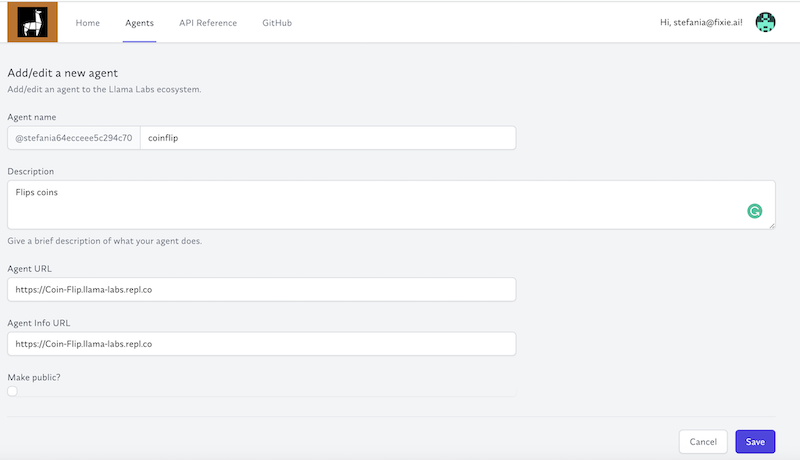 Home Agents API Reference GitHub Hi, stefania@fixie.ai!
Add/edit a new agent
Add/edit an agent to the Llama Labs ecosystem.
Agent name
@stefania64ecceee5c294c70 coinflip
Description
Flips coins
Give a brief description of what your agent does.
Agent URL
https://Coin-Flip.llama-labs.repl.co
Agent Info URL
https://Coin-Flip.llama-labs.repl.co
Make public?
Cancel Save